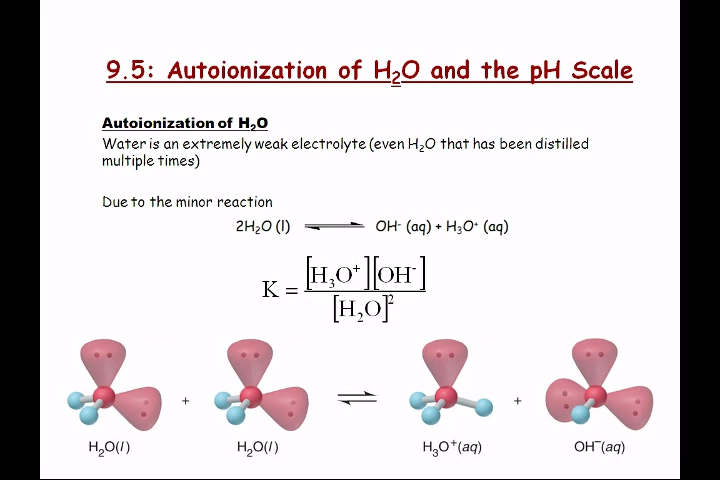 9.5: Autoionization of H₂O and the pH Scale
Autoionization of H₂O
Water is an extremely weak electrolyte (even H₂O that has been distilled
multiple times)
Due to the minor reaction
2H₂O (l) ⇌ OH⁻ (aq) + H₃O⁺ (aq)
K = [H₃O⁺][OH⁻] / [H₂O]²
+ ⇌ +
H₂O(l) H₂O(l) H₃O⁺(aq) OH⁻(aq)